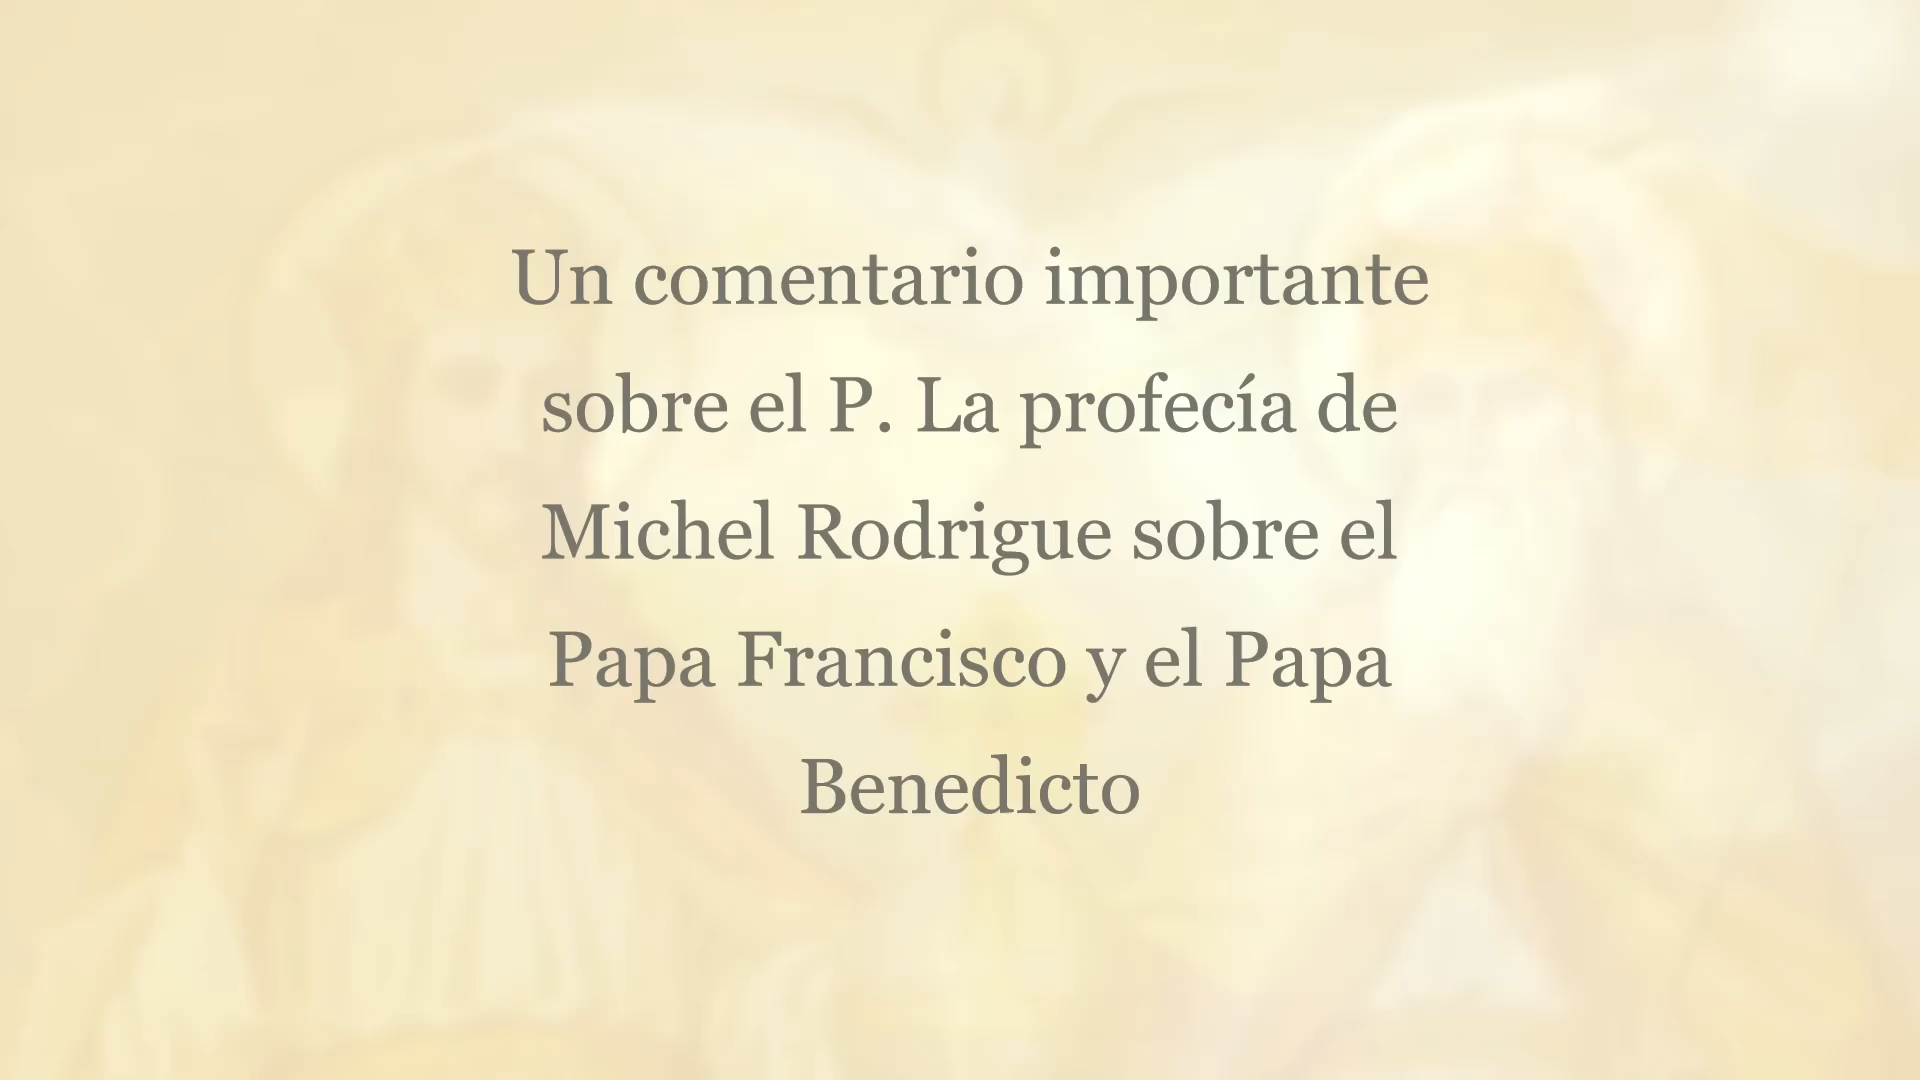 Un comentario importante
sobre el P. La profecía de
Michel Rodrigue sobre el
Papa Francisco y el Papa
Benedicto